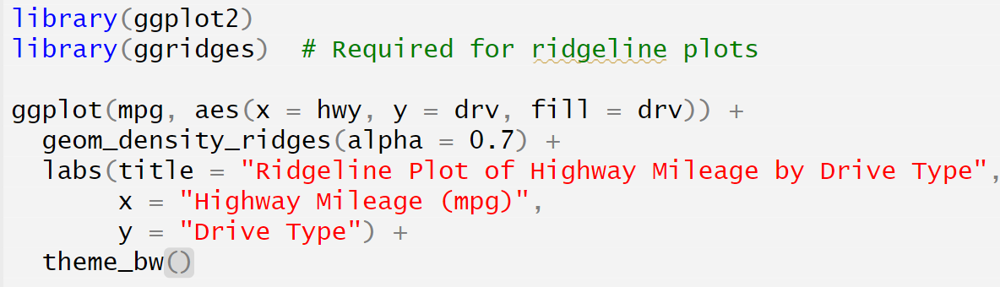 library(ggplot2)
library(ggridges)  # Required for ridgeline plots
ggplot(mpg, aes(x = hwy, y = drv, fill = drv)) +
  geom_density_ridges(alpha = 0.7) +
  labs(title = "Ridgeline Plot of Highway Mileage by Drive Type",
       x = "Highway Mileage (mpg)",
       y = "Drive Type") +
  theme_bw()